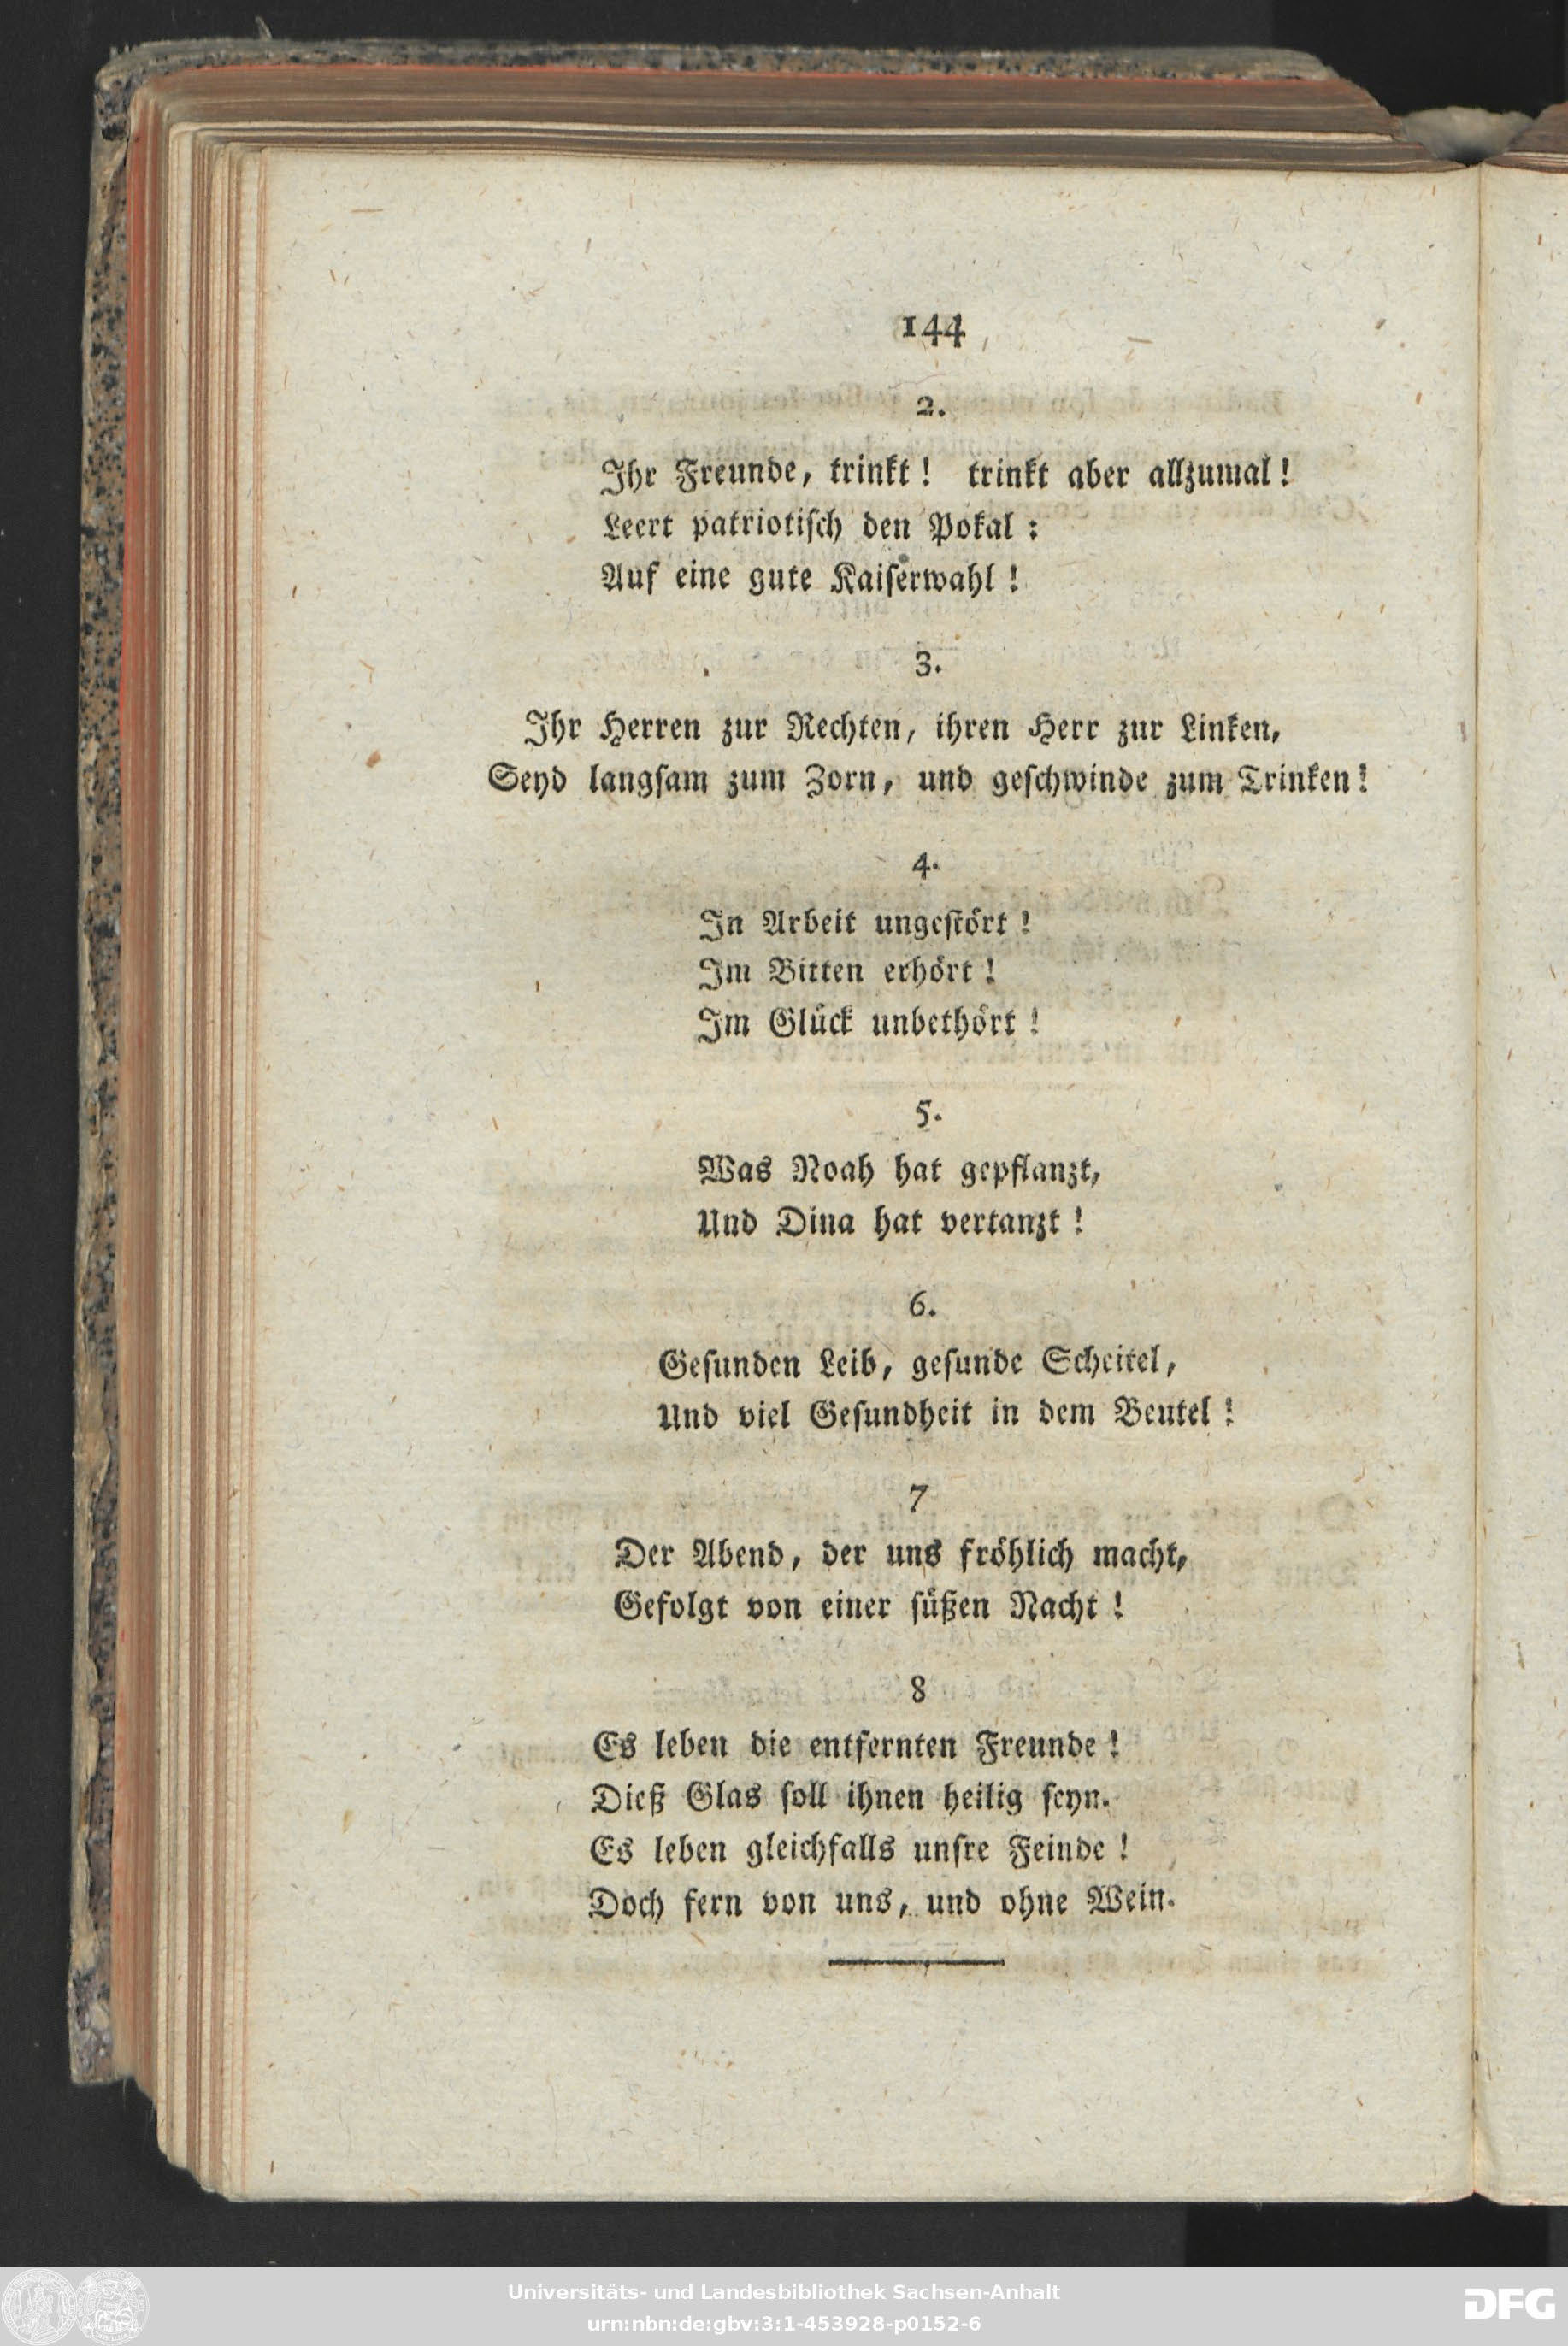 144
2.
Ihr Freunde, trinkt! trinkt aber allzumal!
Leert patriotiſch den Pokal:
Auf eine gute Kaiſerwahl!
3.
Ihr Herren zur Rechten, ihren Herr zur Linken,
Seyd langſam zum Zorn, und geſchwinde zum Trinken!
4.
In Arbeit ungeſtört!
Im Bitten erhört!
Im Glück unbethört!
5.
Was Noah hat gepflanzt,
Und Dina hat vertanzt!
6.
Geſunden Leib, geſunde Scheitel,
Und viel Geſundheit in dem Beutel!
7
Der Abend, der uns fröhlich macht,
Gefolgt von einer ſüßen Nacht!
8
Es leben die entfernten Freunde!
Dieß Glas ſoll ihnen heilig ſeyn.
Es leben gleichfalls unſre Feinde!
Doch fern von uns, und ohne Wein.
Universitäts- und Landesbibliothek Sachsen-Anhalt
urn:nbn:de:gbv:3:1-453928-p0152-6
DFG